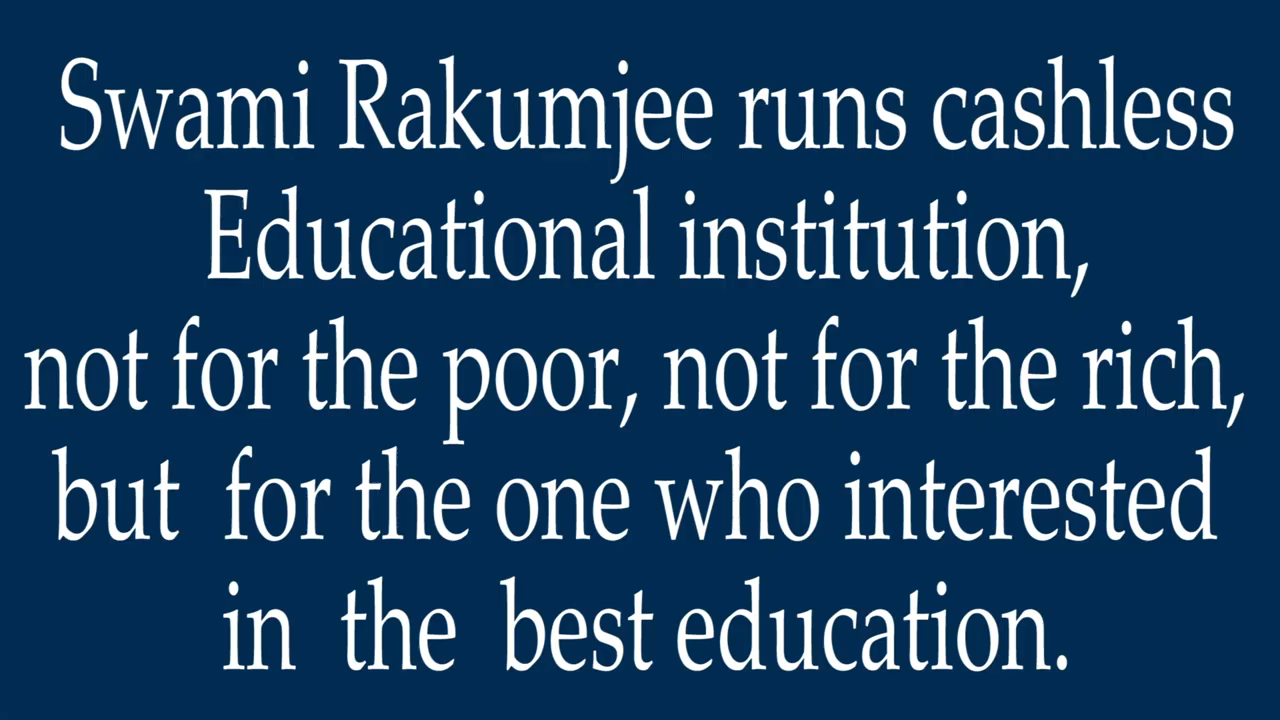 Swami Rakumjee runs cashless
Educational institution,
not for the poor, not for the rich,
but for the one who interested
in the best education.